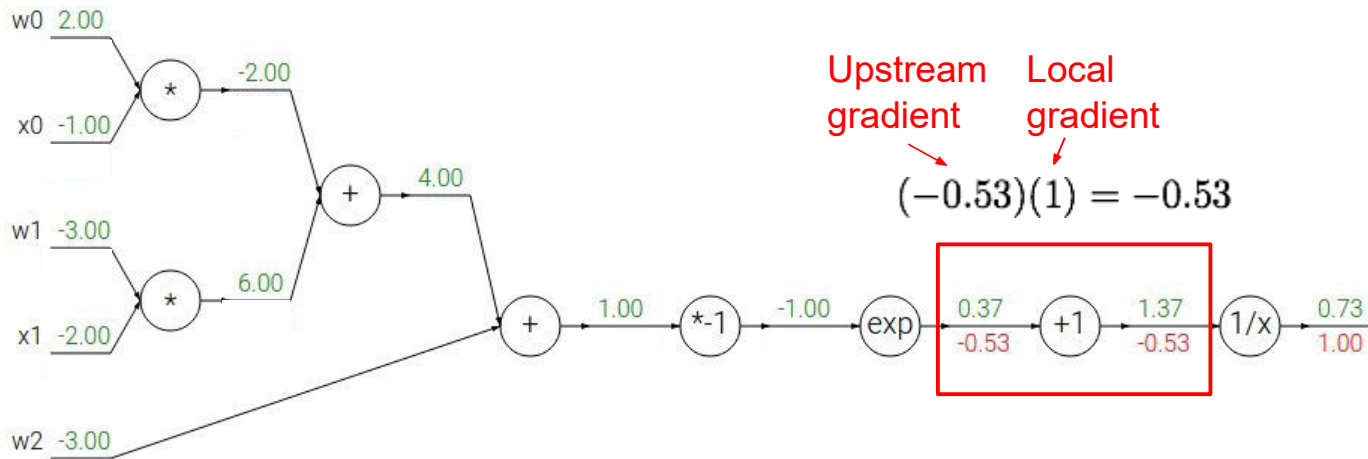 w0 2.00
*
-2.00
x0 -1.00
+
4.00
w1 -3.00
*
6.00
x1 -2.00
w2 -3.00
+
1.00
*-1
-1.00
exp
0.37
-0.53
+1
1.37
-0.53
1/x
0.73
1.00
Upstream gradient
Local gradient
(-0.53)(1) = -0.53